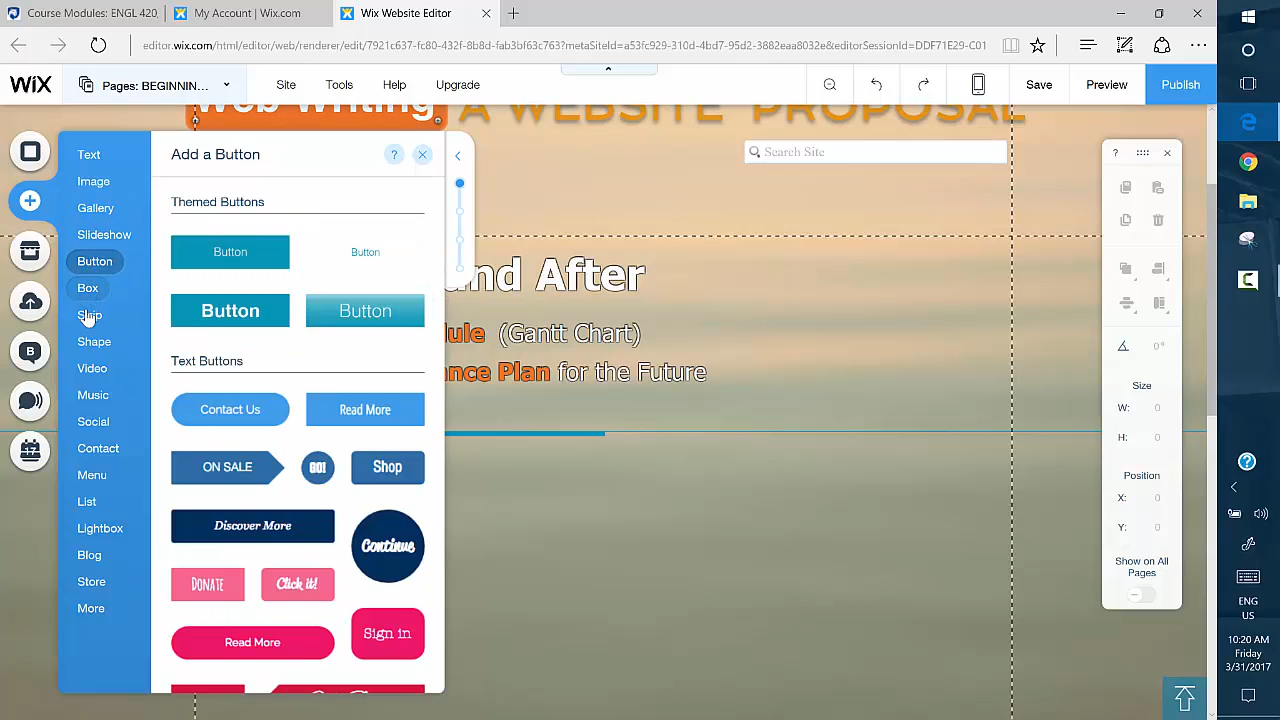 Course Modules: ENGL 420,
My Account | Wix.com
Wix Website Editor
editor.wix.com/html/editor/web/renderer/edit/7921c637-fc80-432f-8b8d-fab3bf63c763?metaSiteId=a53fc929-310d-4bd7-95d2-3882eaa8032e&editorSessionId=DDF71E29-C01
WiX
Pages: BEGINNIN...
Site
Tools
Help
Upgrade
Save
Preview
Publish
Web Writing
A WEBSITE PROPOSAL
Search Site
Text
Image
Gallery
Slideshow
Button
Box
Strip
Shape
Video
Music
Social
Contact
Menu
List
Lightbox
Blog
Store
More
Add a Button
?
Themed Buttons
Button
Button
Button
Button
Text Buttons
Contact Us
Read More
ON SALE
GO!
Shop
Discover More
Continue
DONATE
Click it!
Read More
Sign in
nd After
ule (Gantt Chart)
nce Plan for the Future
?
0°
Size
W: 0
H: 0
Position
X: 0
Y: 0
Show on All
Pages
ENG
US
10:20 AM
Friday
3/31/2017